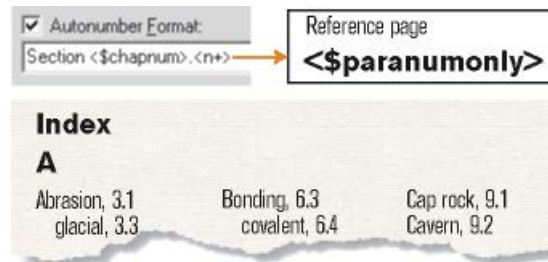 Autonumber Format:
Section <$chapnum>.<n+>
Reference page
<$paranumonly>
Index
A
Abrasion, 3.1
glacial, 3.3
Bonding, 6.3
covalent, 6.4
Cap rock, 9.1
Cavern, 9.2